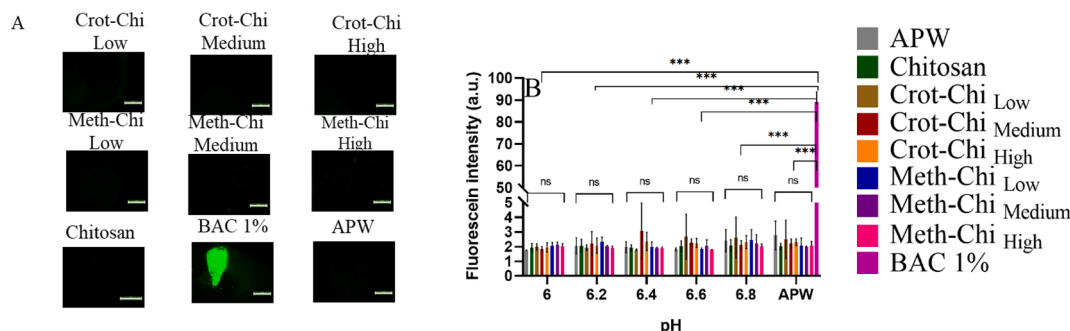 A
Crot-Chi
Low
Crot-Chi
Medium
Crot-Chi
High
Meth-Chi
Low
Meth-Chi
Medium
Meth-Chi
High
Chitosan
BAC 1%
APW
B
Fluorescein intensity (a.u.)
100
90
80
70
60
50
5
4
3
2
1
0
***
***
***
***
***
***
ns
ns
ns
ns
ns
ns
6
6.2
6.4
6.6
6.8
APW
pH
APW
Chitosan
Crot-Chi Low
Crot-Chi Medium
Crot-Chi High
Meth-Chi Low
Meth-Chi Medium
Meth-Chi High
BAC 1%